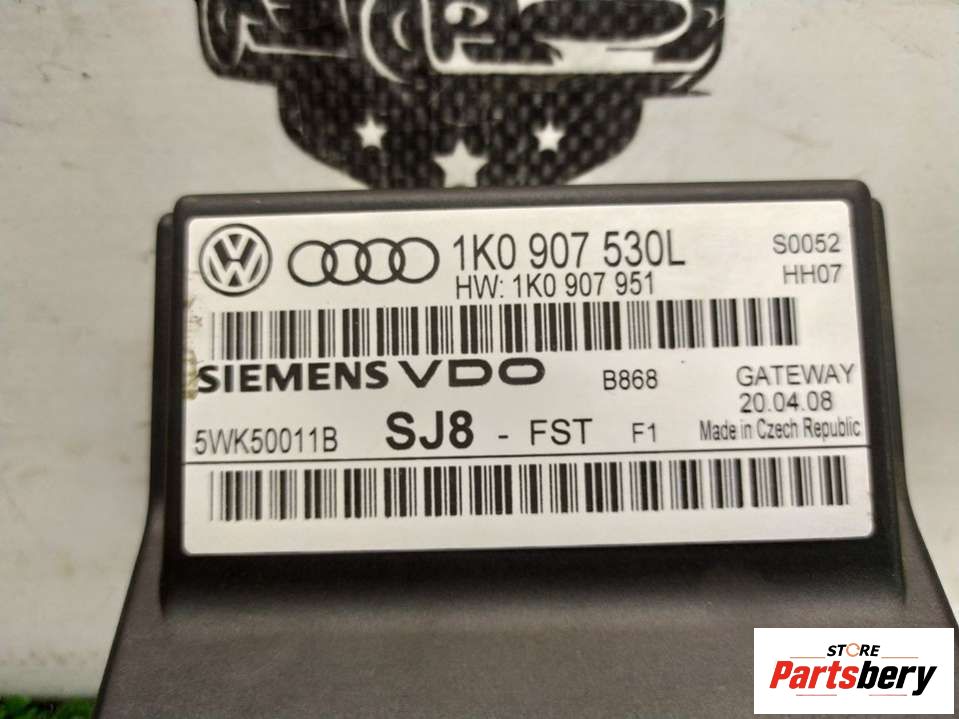 1K0 907 530L
S0052
HW: 1K0 907 951
HH07
SIEMENS VDO
B868
GATEWAY
20.04.08
5WK50011B
SJ8 - FST
F1
Made in Czech Republic
STORE
Partsbery